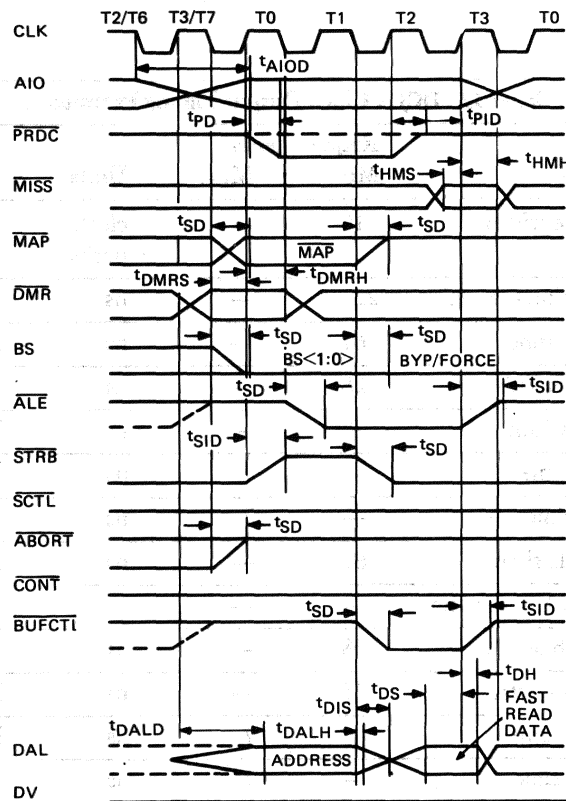 T2/T6 T3/T7 T0 T1 T2 T3 T0
CLK
tAIOD
AIO
tPD tPID
PRDC
tHMS tHMH
MISS
tSD tSD
MAP MAP
tDMRS tDMRH
DMR
tSD tSD
BS BS<1:0> BYP/FORCE
tSD tSID
ALE
tSID tSD
STRB
SCTL
tSD
ABORT
CONT
tSD tSID
BUFCTL
tDH
tDIS tDS FAST
READ
DATA
tDALD tDALH
DAL ADDRESS
DV